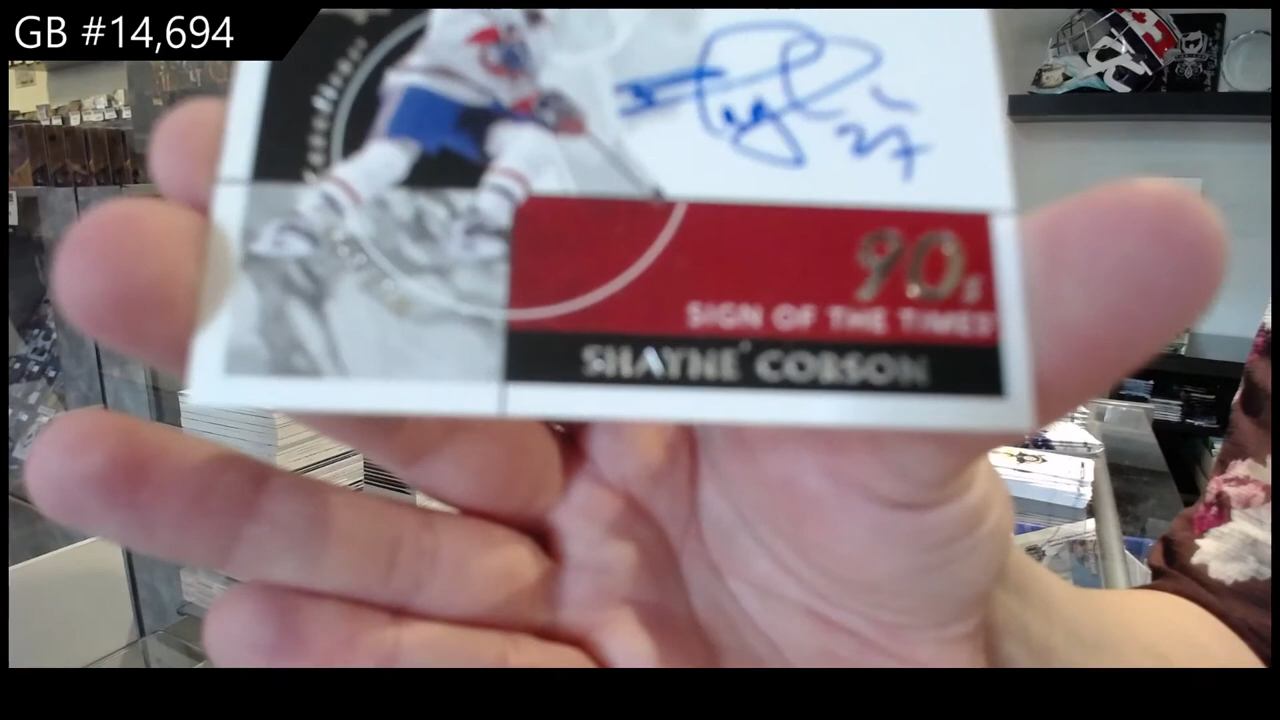 GB #14,694
27
90s
SIGN OF THE TIMES
SHAYNE CORSON